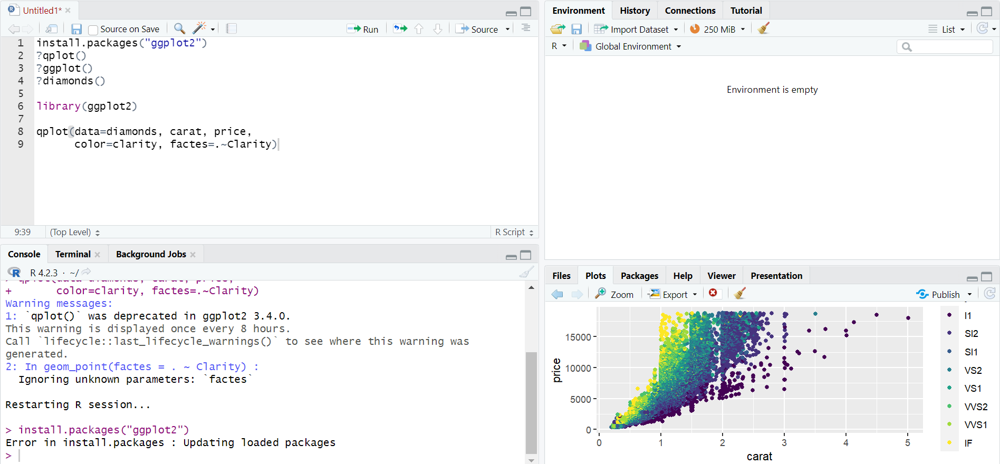 Untitled1*
Source on Save
Run
Source
1 install.packages("ggplot2")
2 ?qplot()
3 ?ggplot()
4 ?diamonds()
5
6 library(ggplot2)
7
8 qplot(data=diamonds, carat, price,
9 color=clarity, factes=.~Clarity)
9:39 (Top Level) R Script
Console Terminal Background Jobs
R 4.2.3 · ~/
> qplot(data=diamonds, carat, price,
+ color=clarity, factes=.~Clarity)
Warning messages:
1: `qplot()` was deprecated in ggplot2 3.4.0.
This warning is displayed once every 8 hours.
Call `lifecycle::last_lifecycle_warnings()` to see where this warning was
generated.
2: In geom_point(factes = . ~ Clarity) :
Ignoring unknown parameters: `factes`
Restarting R session...
> install.packages("ggplot2")
Error in install.packages : Updating loaded packages
>
Environment History Connections Tutorial
Import Dataset 250 MiB List
R Global Environment
Environment is empty
Files Plots Packages Help Viewer Presentation
Zoom Export Publish
price
15000
10000
5000
0
0 1 2 3 4 5
carat
I1
SI2
SI1
VS2
VS1
VVS2
VVS1
IF